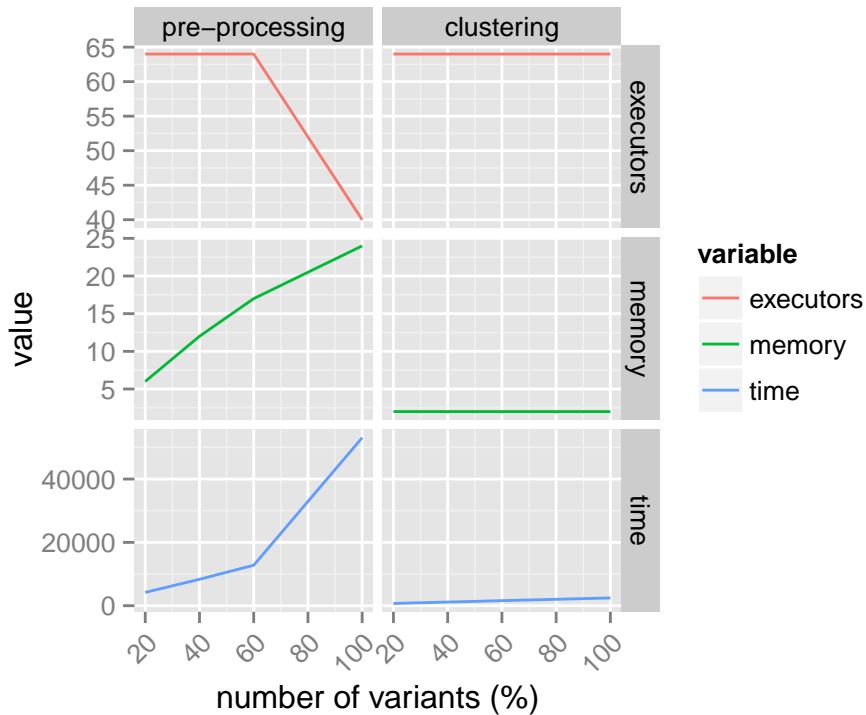 pre−processing
clustering
65
60
55
50
45
40
executors
25
20
15
10
5
memory
40000
20000
0
time
value
20
40
60
80
100
20
40
60
80
100
number of variants (%)
variable
executors
memory
time